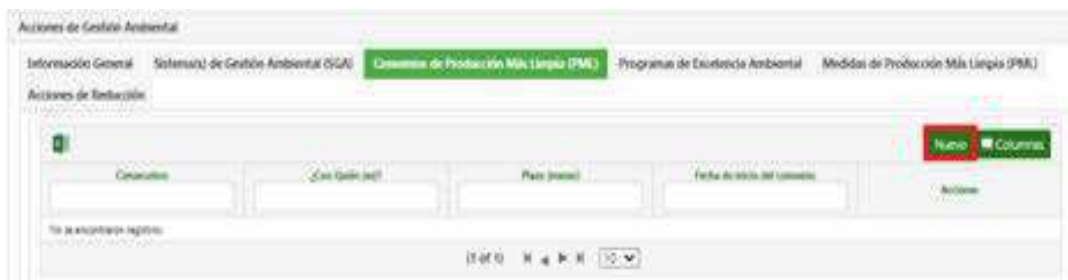 Acciones de Gestión Ambiental
Información General Sistema(s) de Gestión Ambiental (SGA) Convenios de Producción Más Limpia (PML) Programas de Excelencia Ambiental Medidas de Producción Más Limpia (PML)
Acciones de Reducción
Nuevo Columnas
Consecutivo ¿Con Quién (es)? Plazo (meses) Fecha de inicio del convenio Acciones
No se encontraron registros
(1 of 1) 10